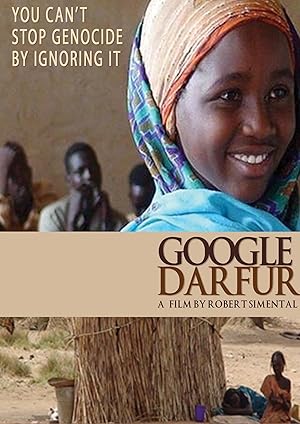 YOU CAN'T
STOP GENOCIDE
BY IGNORING IT
GOOGLE
DARFUR
A FILM BY ROBERT SIMENTAL